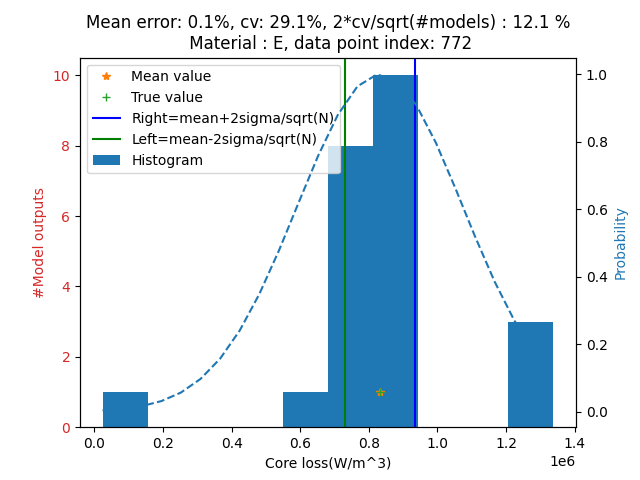 Mean error: 0.1%, cv: 29.1%, 2*cv/sqrt(#models) : 12.1 %
Material : E, data point index: 772
Mean value
True value
Right=mean+2sigma/sqrt(N)
Left=mean-2sigma/sqrt(N)
Histogram
#Model outputs
10
8
6
4
2
0
Probability
1.0
0.8
0.6
0.4
0.2
0.0
0.0 0.2 0.4 0.6 0.8 1.0 1.2 1.4
1e6
Core loss(W/m^3)